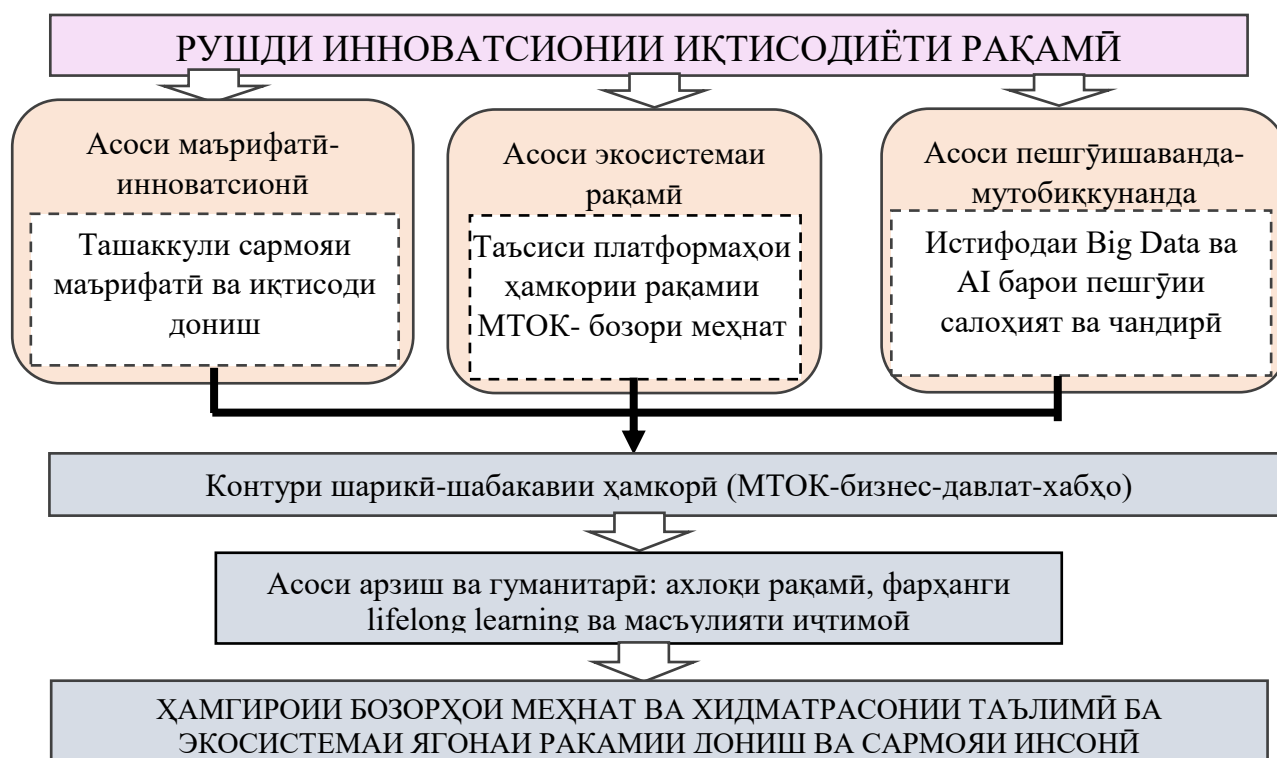 РУШДИ ИННОВАТСИОНИИ ИҚТИСОДИЁТИ РАҚАМӢ
Асоси маърифатӣ-
инноватсионӣ
Ташаккули сармояи
маърифатӣ ва иқтисоди
дониш
Асоси экосистемаи
рақамӣ
Таъсиси платформаҳои
ҳамкории рақамии
МТОК- бозори меҳнат
Асоси пешгӯишаванда-
мутобиққунанда
Истифодаи Big Data ва
AI барои пешгӯии
салоҳият ва чандирӣ
Контури шарикӣ-шабакавии ҳамкорӣ (МТОК-бизнес-давлат-хабҳо)
Асоси арзиш ва гуманитарӣ: ахлоқи рақамӣ, фарҳанги
lifelong learning ва масъулияти иҷтимоӣ
ҲАМГИРОИИ БОЗОРҲОИ МЕҲНАТ ВА ХИДМАТРАСОНИИ ТАЪЛИМӢ БА
ЭКОСИСТЕМАИ ЯГОНАИ РАҚАМИИ ДОНИШ ВА САРМОЯИ ИНСОНӢ